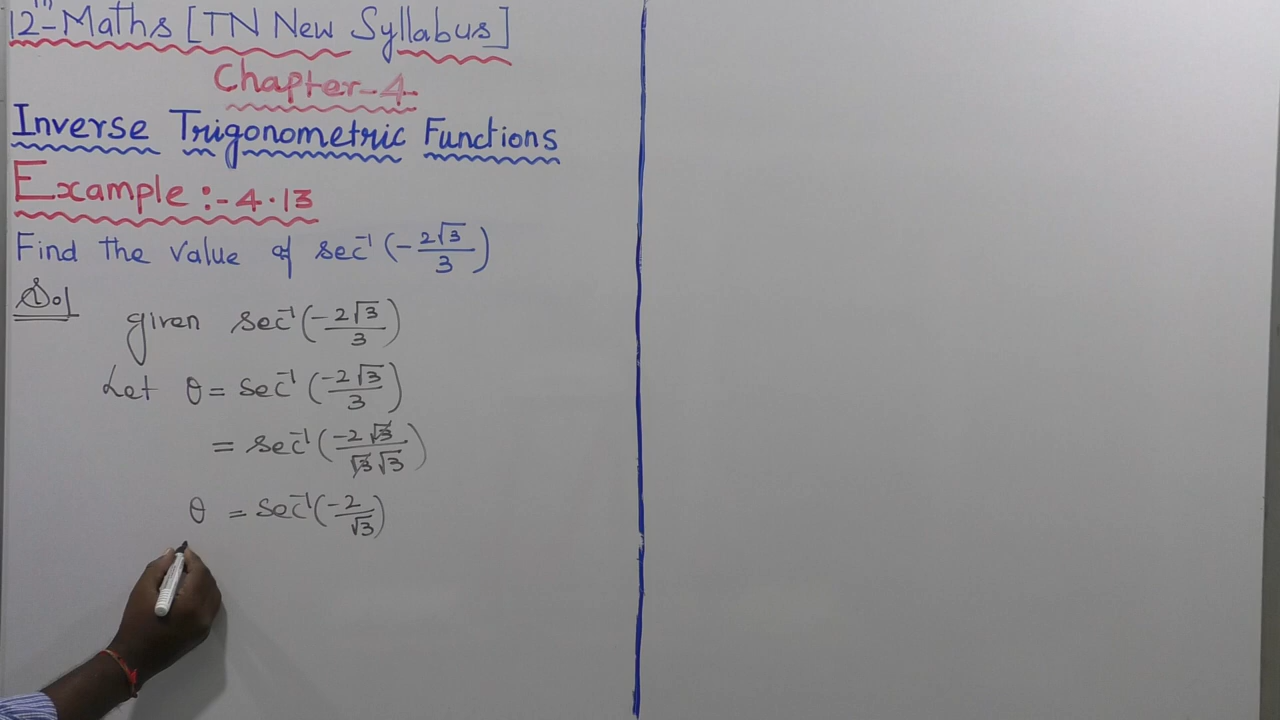 12th-Maths [TN New Syllabus]
Chapter-4
Inverse Trigonometric Functions
Example :- 4.13
Find the value of sec⁻¹(-2√3/3)
Sol
given sec⁻¹(-2√3/3)
Let θ = sec⁻¹(-2√3/3)
= sec⁻¹(-2√3/√3√3)
θ = sec⁻¹(-2/√3)